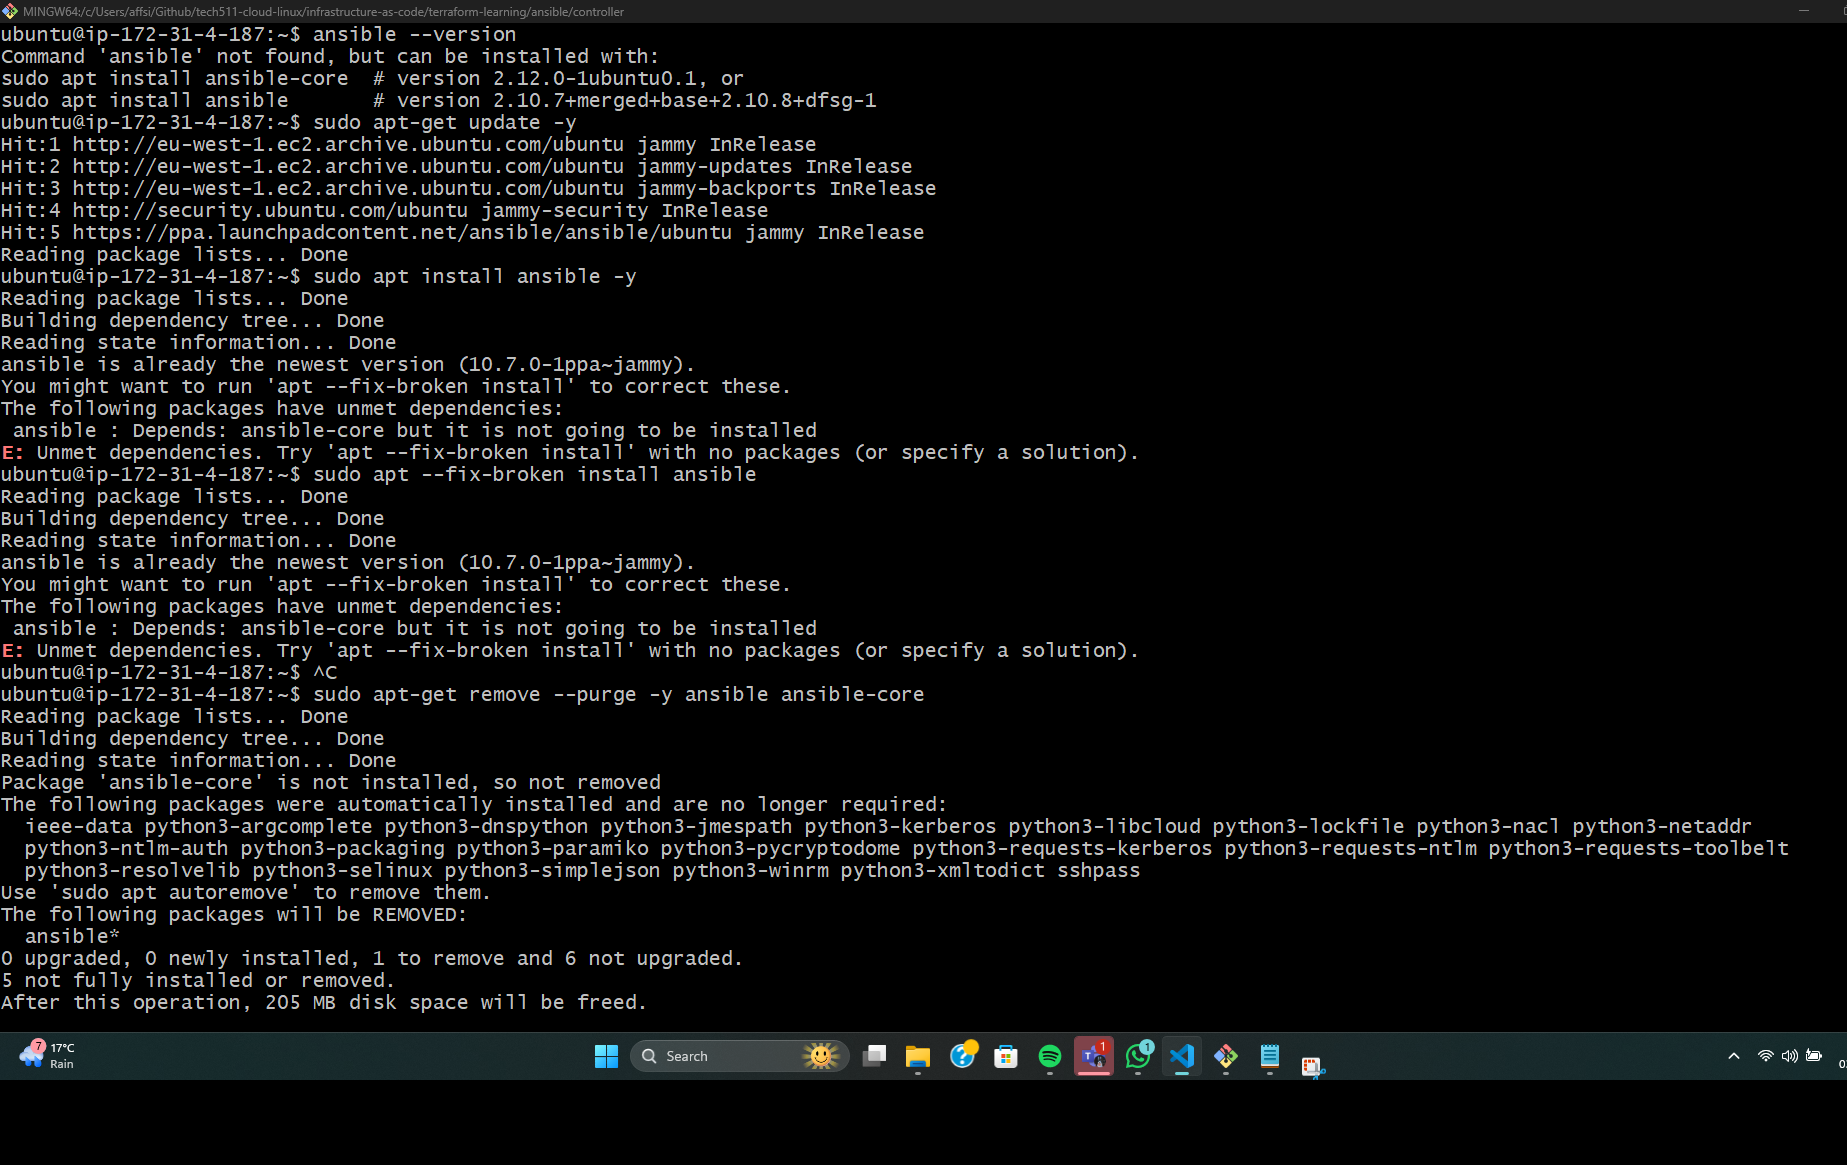 MINGW64:/c/Users/affsi/Github/tech511-cloud-linux/infrastructure-as-code/terraform-learning/ansible/controller
ubuntu@ip-172-31-4-187:~$ ansible --version
Command 'ansible' not found, but can be installed with:
sudo apt install ansible-core  # version 2.12.0-1ubuntu0.1, or
sudo apt install ansible       # version 2.10.7+merged+base+2.10.8+dfsg-1
ubuntu@ip-172-31-4-187:~$ sudo apt-get update -y
Hit:1 http://eu-west-1.ec2.archive.ubuntu.com/ubuntu jammy InRelease
Hit:2 http://eu-west-1.ec2.archive.ubuntu.com/ubuntu jammy-updates InRelease
Hit:3 http://eu-west-1.ec2.archive.ubuntu.com/ubuntu jammy-backports InRelease
Hit:4 http://security.ubuntu.com/ubuntu jammy-security InRelease
Hit:5 https://ppa.launchpadcontent.net/ansible/ansible/ubuntu jammy InRelease
Reading package lists... Done
ubuntu@ip-172-31-4-187:~$ sudo apt install ansible -y
Reading package lists... Done
Building dependency tree... Done
Reading state information... Done
ansible is already the newest version (10.7.0-1ppa~jammy).
You might want to run 'apt --fix-broken install' to correct these.
The following packages have unmet dependencies:
 ansible : Depends: ansible-core but it is not going to be installed
E: Unmet dependencies. Try 'apt --fix-broken install' with no packages (or specify a solution).
ubuntu@ip-172-31-4-187:~$ sudo apt --fix-broken install ansible
Reading package lists... Done
Building dependency tree... Done
Reading state information... Done
ansible is already the newest version (10.7.0-1ppa~jammy).
You might want to run 'apt --fix-broken install' to correct these.
The following packages have unmet dependencies:
 ansible : Depends: ansible-core but it is not going to be installed
E: Unmet dependencies. Try 'apt --fix-broken install' with no packages (or specify a solution).
ubuntu@ip-172-31-4-187:~$ ^C
ubuntu@ip-172-31-4-187:~$ sudo apt-get remove --purge -y ansible ansible-core
Reading package lists... Done
Building dependency tree... Done
Reading state information... Done
Package 'ansible-core' is not installed, so not removed
The following packages were automatically installed and are no longer required:
  ieee-data python3-argcomplete python3-dnspython python3-jmespath python3-kerberos python3-libcloud python3-lockfile python3-nacl python3-netaddr
  python3-ntlm-auth python3-packaging python3-paramiko python3-pycryptodome python3-requests-kerberos python3-requests-ntlm python3-requests-toolbelt
  python3-resolvelib python3-selinux python3-simplejson python3-winrm python3-xmltodict sshpass
Use 'sudo apt autoremove' to remove them.
The following packages will be REMOVED:
  ansible*
0 upgraded, 0 newly installed, 1 to remove and 6 not upgraded.
5 not fully installed or removed.
After this operation, 205 MB disk space will be freed.
7
17°C
Rain
Search
1
1